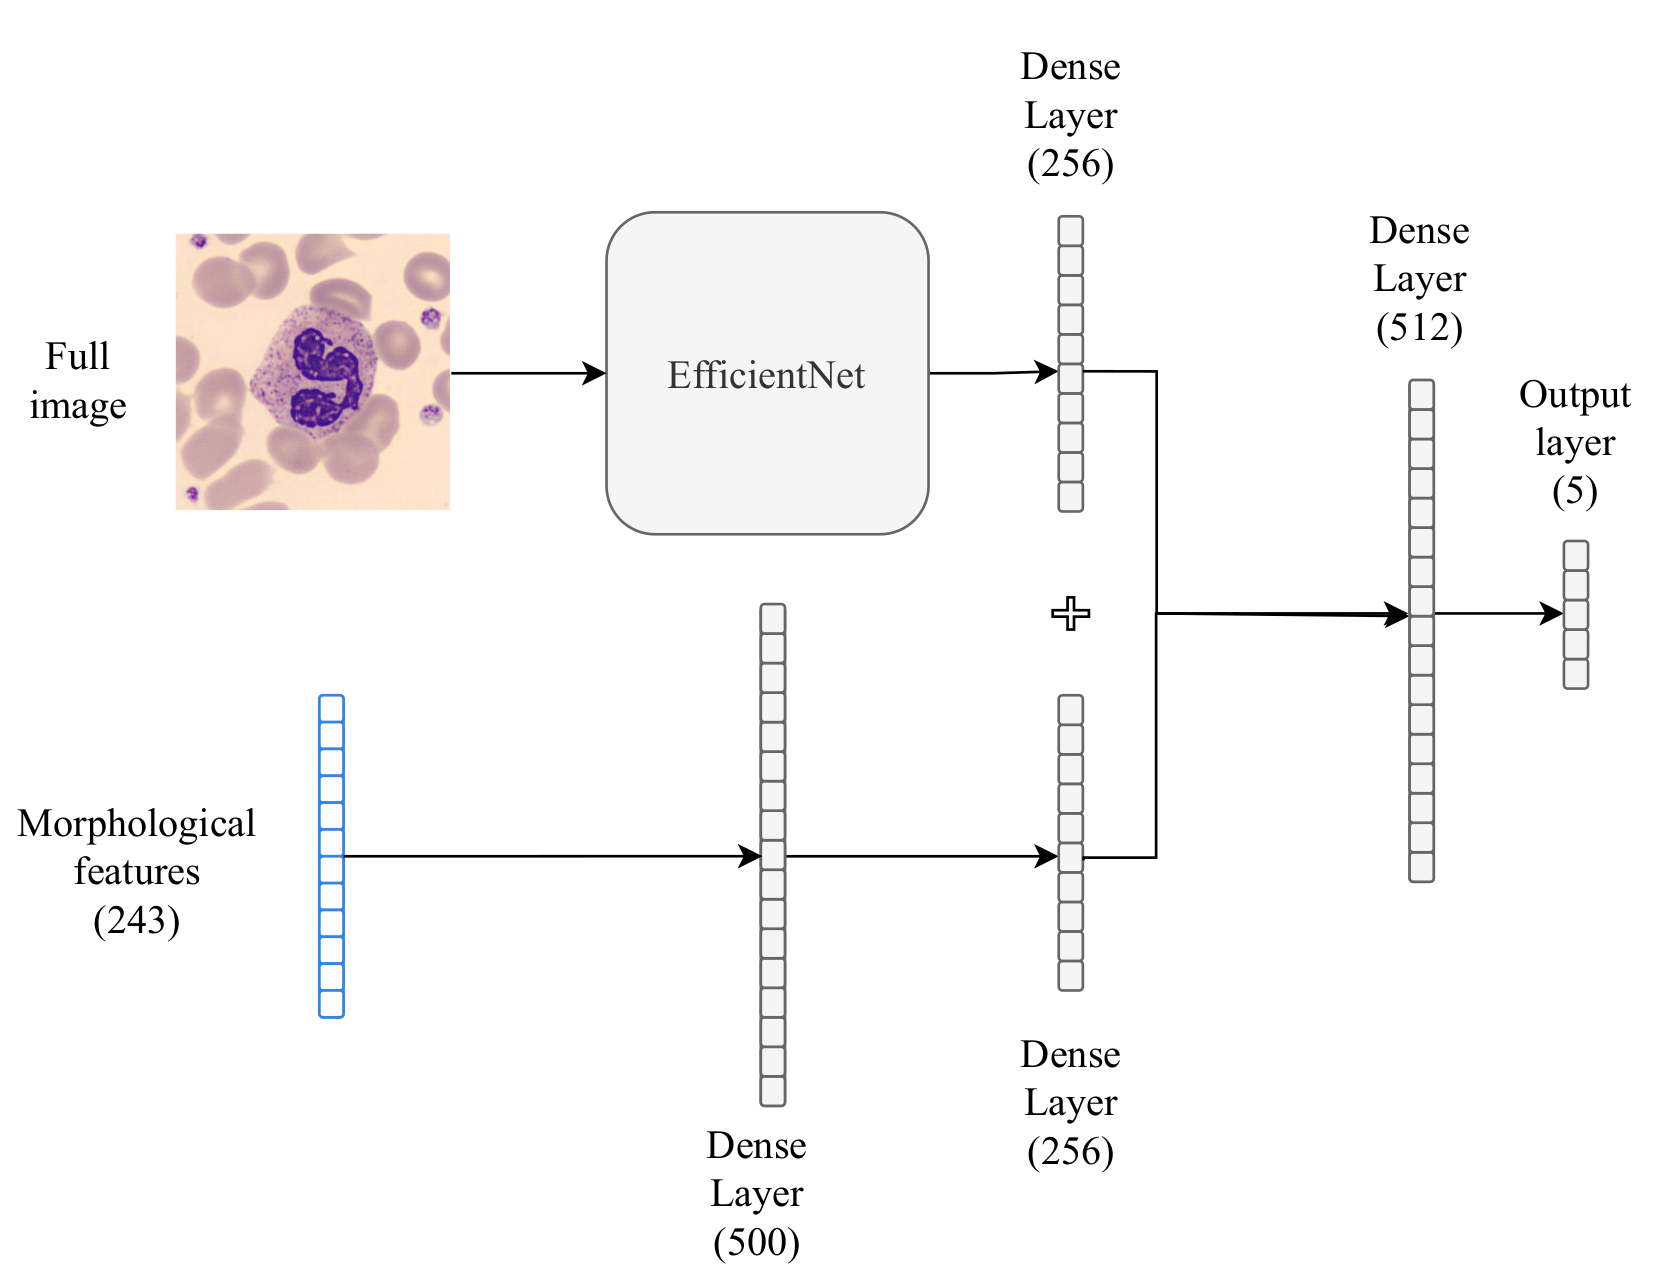 Full
image
EfficientNet
Dense
Layer
(256)
Dense
Layer
(512)
Output
layer
(5)
Morphological
features
(243)
Dense
Layer
(500)
Dense
Layer
(256)